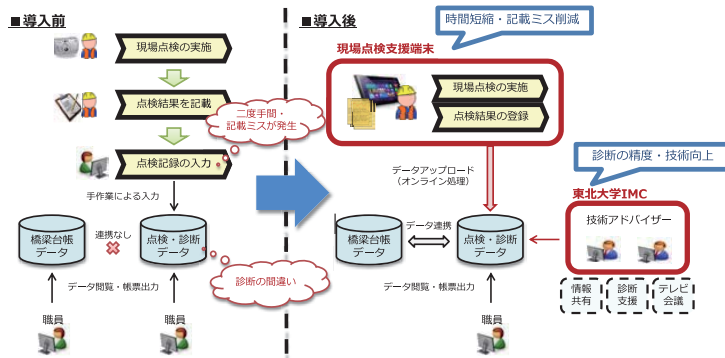 ■導入前
現場点検の実施
点検結果を記載
二度手間・
記載ミスが発生
点検記録の入力
手作業による入力
橋梁台帳
データ
連携なし
点検・診断
データ
診断の間違い
データ閲覧・帳票出力
職員
職員
■導入後
時間短縮・記載ミス削減
現場点検支援端末
現場点検の実施
点検結果の登録
データアップロード
（オンライン処理）
診断の精度・技術向上
東北大学IMC
技術アドバイザー
橋梁台帳
データ
データ連携
点検・診断
データ
情報
共有
診断
支援
テレビ
会議
データ閲覧・帳票出力
職員